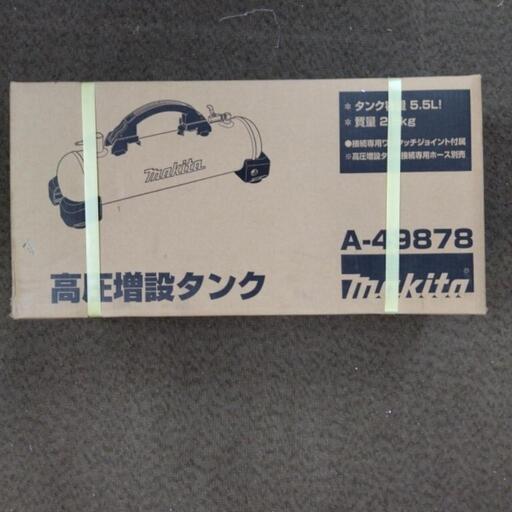 makita
＊ タンク容量 5.5L!
＊ 質量
●接続専用ワンタッチジョイント付属
※高圧増設タンク接続専用ホース別売
A-49878
高圧増設タンク
makita